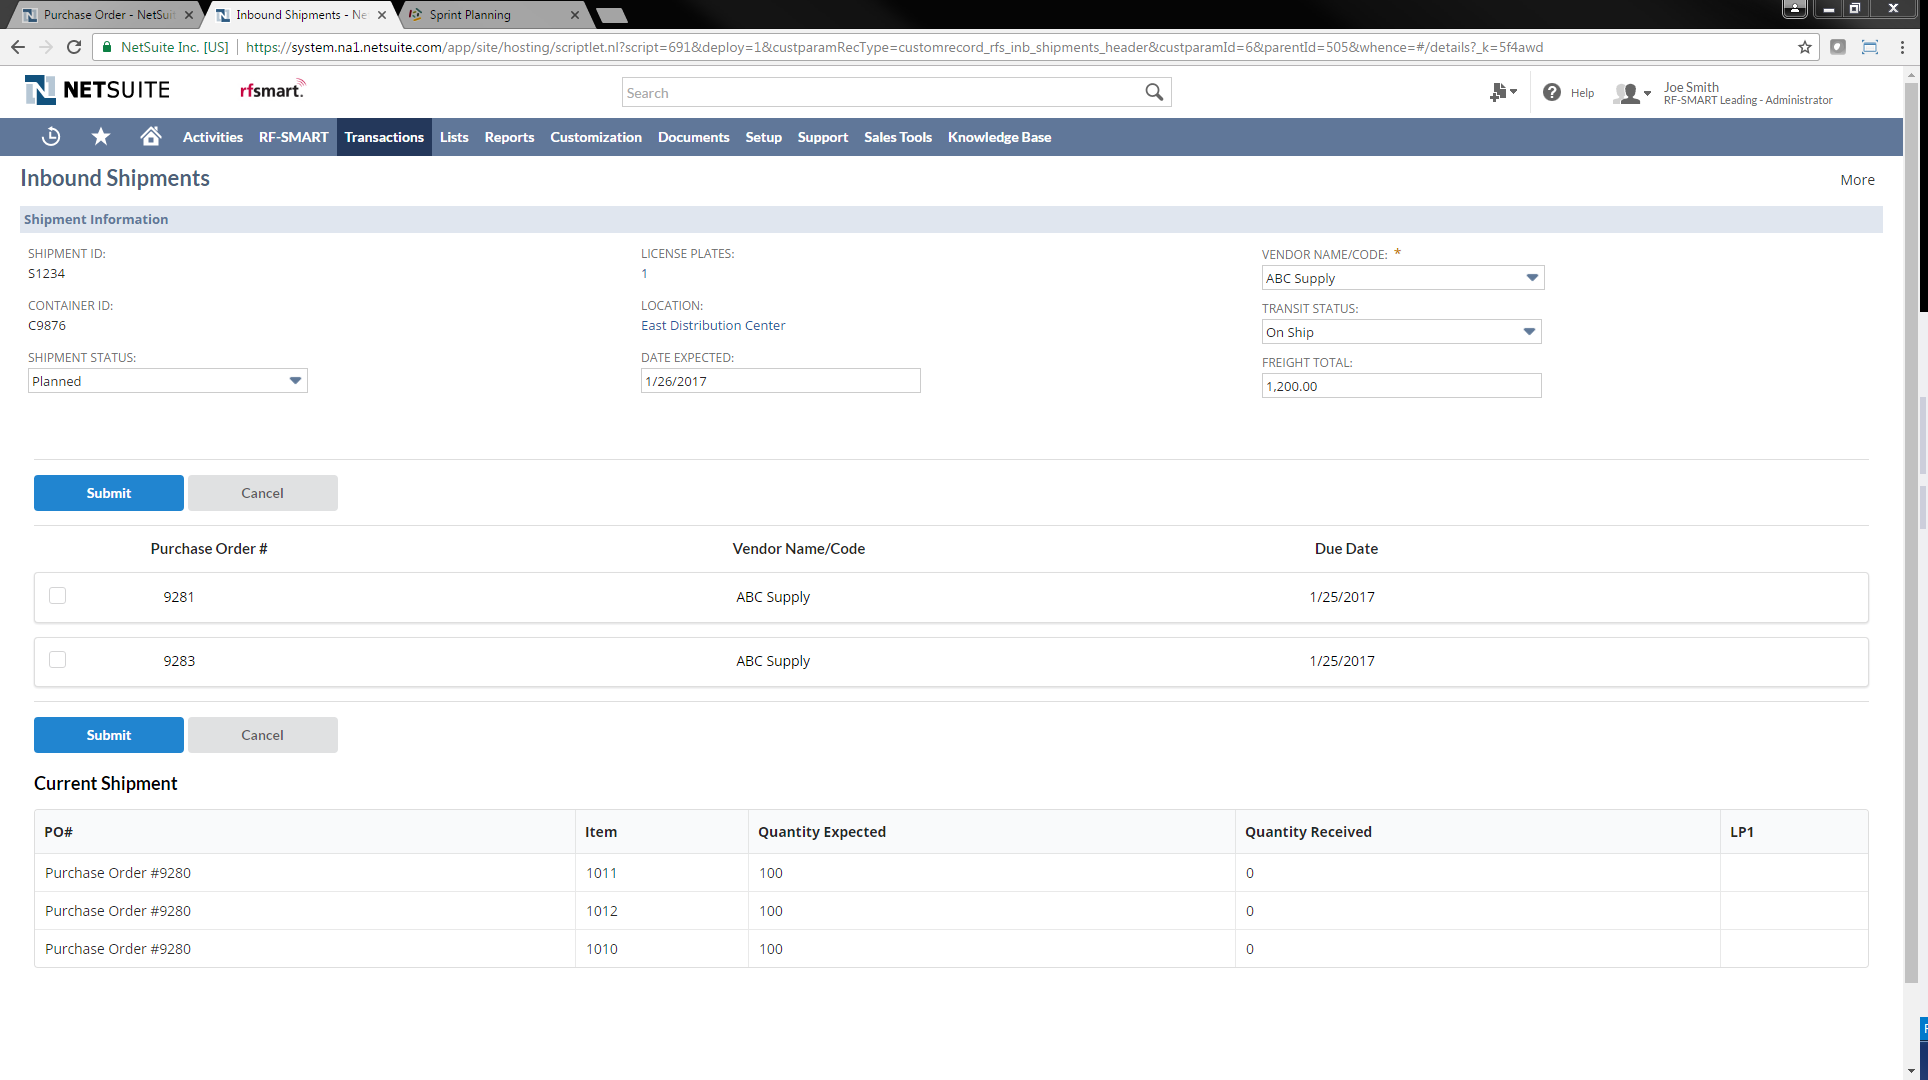 Purchase Order - NetSuit
Inbound Shipments - Ne
Sprint Planning
NetSuite Inc. [US] | https://system.na1.netsuite.com/app/site/hosting/scriptlet.nl?script=691&deploy=1&custparamRecType=customrecord_rfs_inb_shipments_header&custparamId=6&parentId=505&whence=#/details?_k=5f4awd
NETSUITE
rfsmart.
Search
Help
Joe Smith
RF-SMART Leading - Administrator
Activities RF-SMART Transactions Lists Reports Customization Documents Setup Support Sales Tools Knowledge Base
Inbound Shipments
More
Shipment Information
SHIPMENT ID:
S1234
CONTAINER ID:
C9876
SHIPMENT STATUS:
Planned
LICENSE PLATES:
1
LOCATION:
East Distribution Center
DATE EXPECTED:
1/26/2017
VENDOR NAME/CODE: *
ABC Supply
TRANSIT STATUS:
On Ship
FREIGHT TOTAL:
1,200.00
Submit Cancel
Purchase Order # Vendor Name/Code Due Date
9281 ABC Supply 1/25/2017
9283 ABC Supply 1/25/2017
Submit Cancel
Current Shipment
PO# Item Quantity Expected Quantity Received LP1
Purchase Order #9280 1011 100 0
Purchase Order #9280 1012 100 0
Purchase Order #9280 1010 100 0